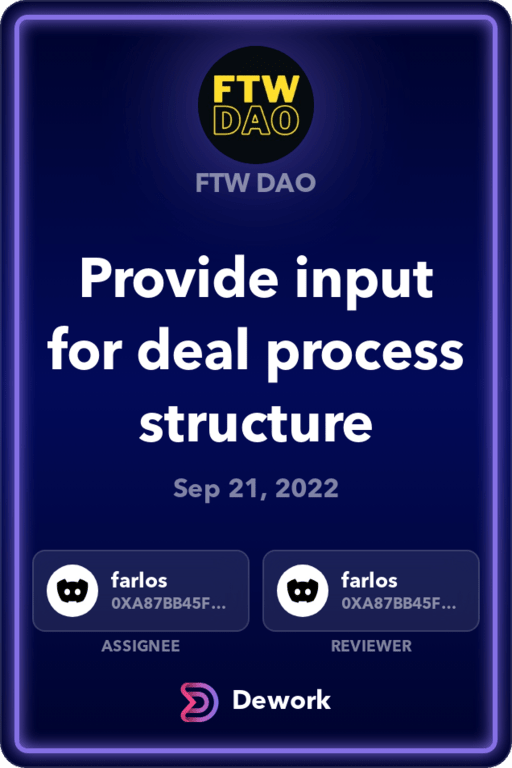 FTW
DAO
FTW DAO
Provide input
for deal process
structure
Sep 21, 2022
farlos
0XA87BB45F...
ASSIGNEE
farlos
0XA87BB45F...
REVIEWER
Dework